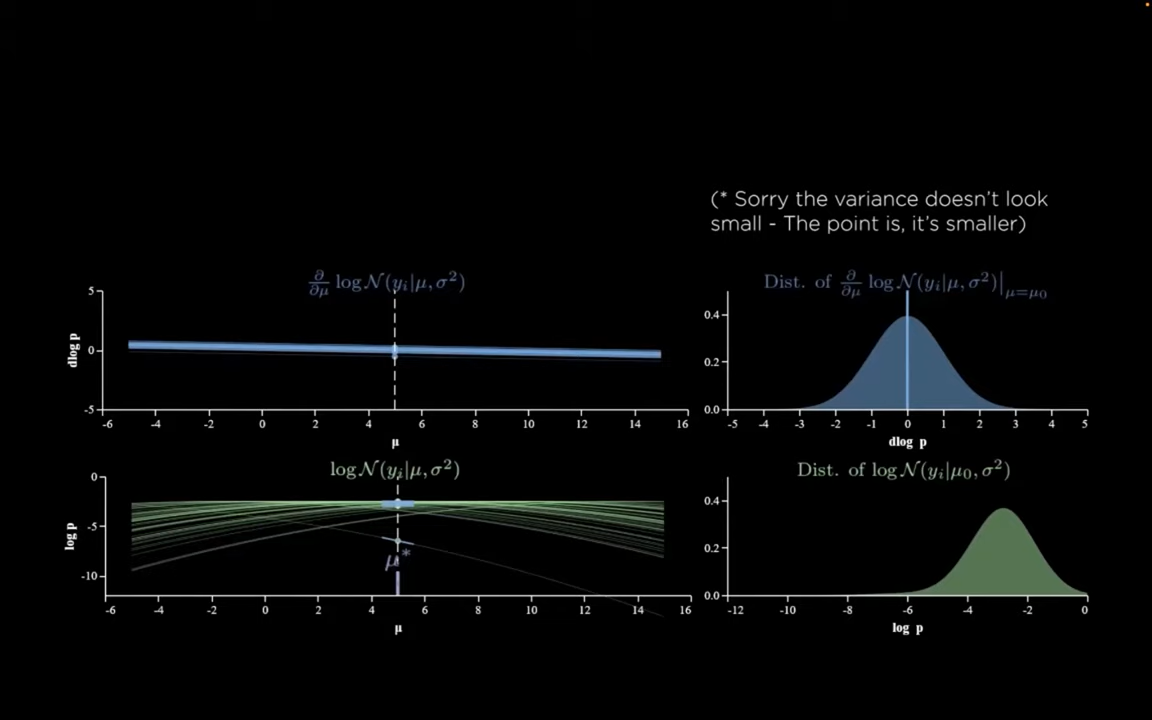 (* Sorry the variance doesn't look
small - The point is, it's smaller)
∂/∂μ log N(y_i|μ, σ²)
Dist. of ∂/∂μ log N(y_i|μ, σ²)|_{μ=μ₀}
5
0
-5
dlog p
-6 -4 -2 0 2 4 6 8 10 12 14 16
μ
0.4
0.2
0.0
-5 -4 -3 -2 -1 0 1 2 3 4 5
dlog p
log N(y_i|μ, σ²)
Dist. of log N(y_i|μ₀, σ²)
0
-5
-10
log p
μ*
-6 -4 -2 0 2 4 6 8 10 12 14 16
μ
0.4
0.2
0.0
-12 -10 -8 -6 -4 -2 0
log p